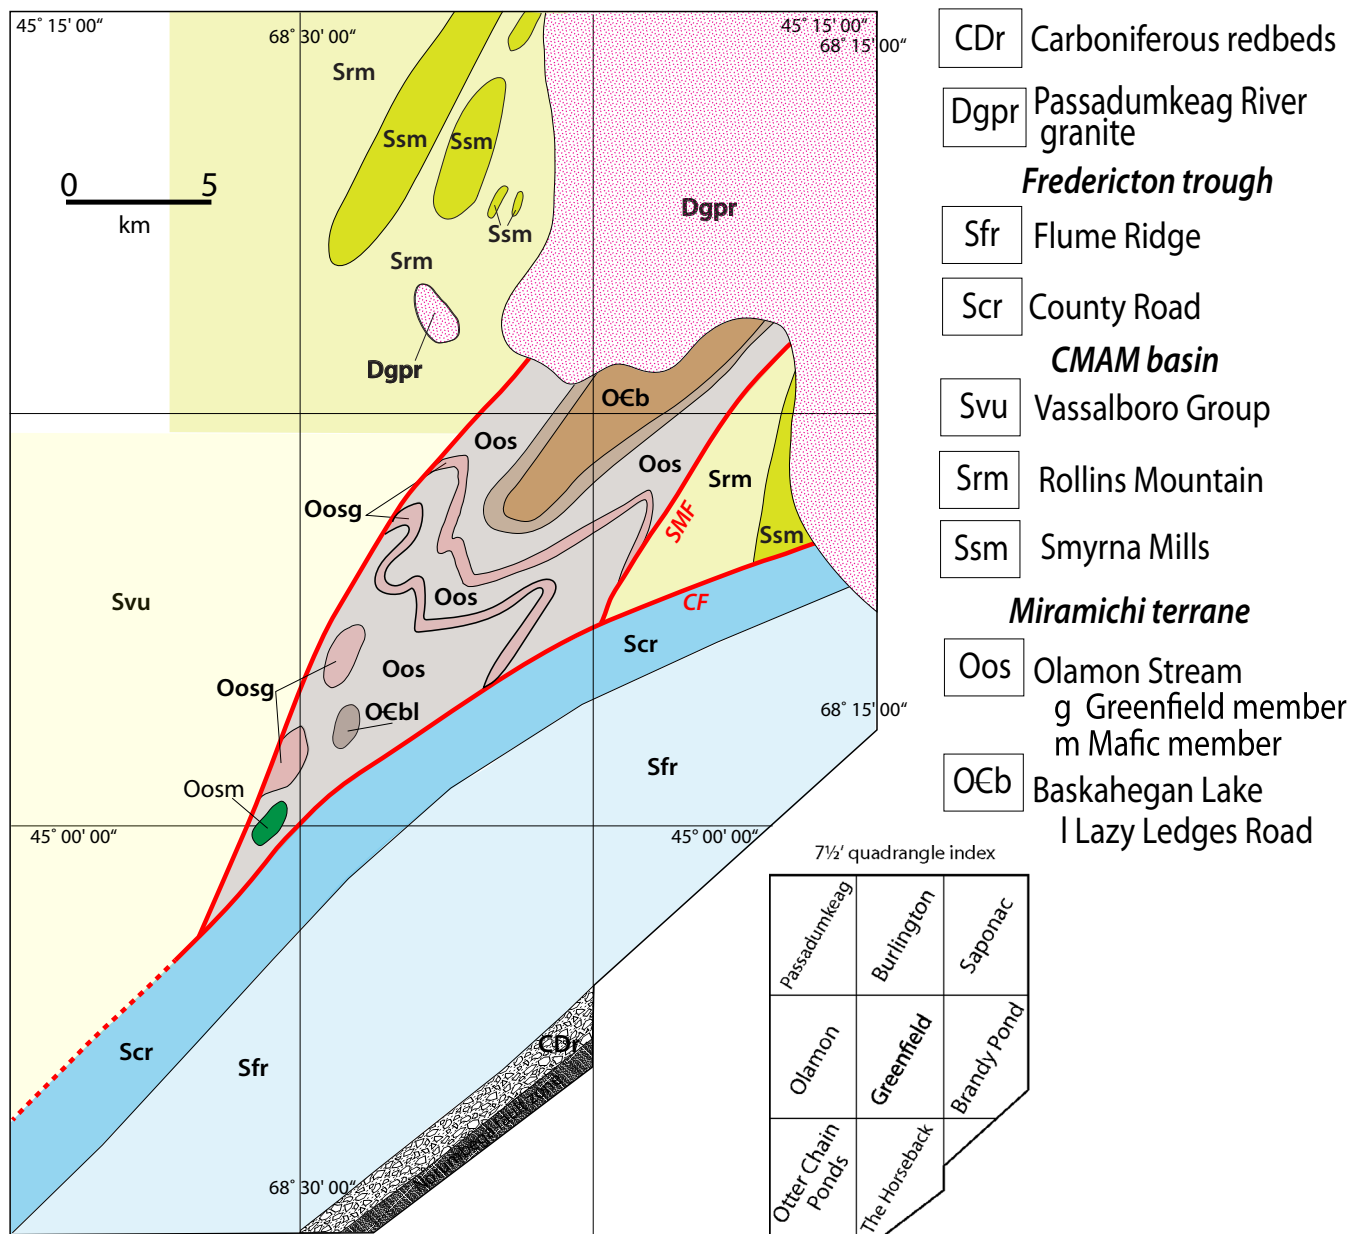 45˚ 15' 00“
68˚ 30' 00“
45˚ 15' 00“
68˚ 15' 00“
Srm
Ssm
Ssm
0 5
km
Ssm
Dgpr
Srm
Dgpr
OЄb
Oos
Oos
Srm
Oosg
SMF
Ssm
Svu
Oos
CF
Scr
Oos
Oosg
OЄbl
68˚ 15' 00“
Sfr
Oosm
45˚ 00' 00“
45˚ 00' 00“
Scr
Sfr
CDr
68˚ 30' 00“
CDr Carboniferous redbeds
Dgpr Passadumkeag River
granite
Fredericton trough
Sfr Flume Ridge
Scr County Road
CMAM basin
Svu Vassalboro Group
Srm Rollins Mountain
Ssm Smyrna Mills
Miramichi terrane
Oos Olamon Stream
g Greenfield member
m Mafic member
OЄb Baskahegan Lake
l Lazy Ledges Road
7½' quadrangle index
Passadumkeag
Burlington
Saponac
Olamon
Greenfield
Brandy Pond
Otter Chain
Ponds
The Horseback